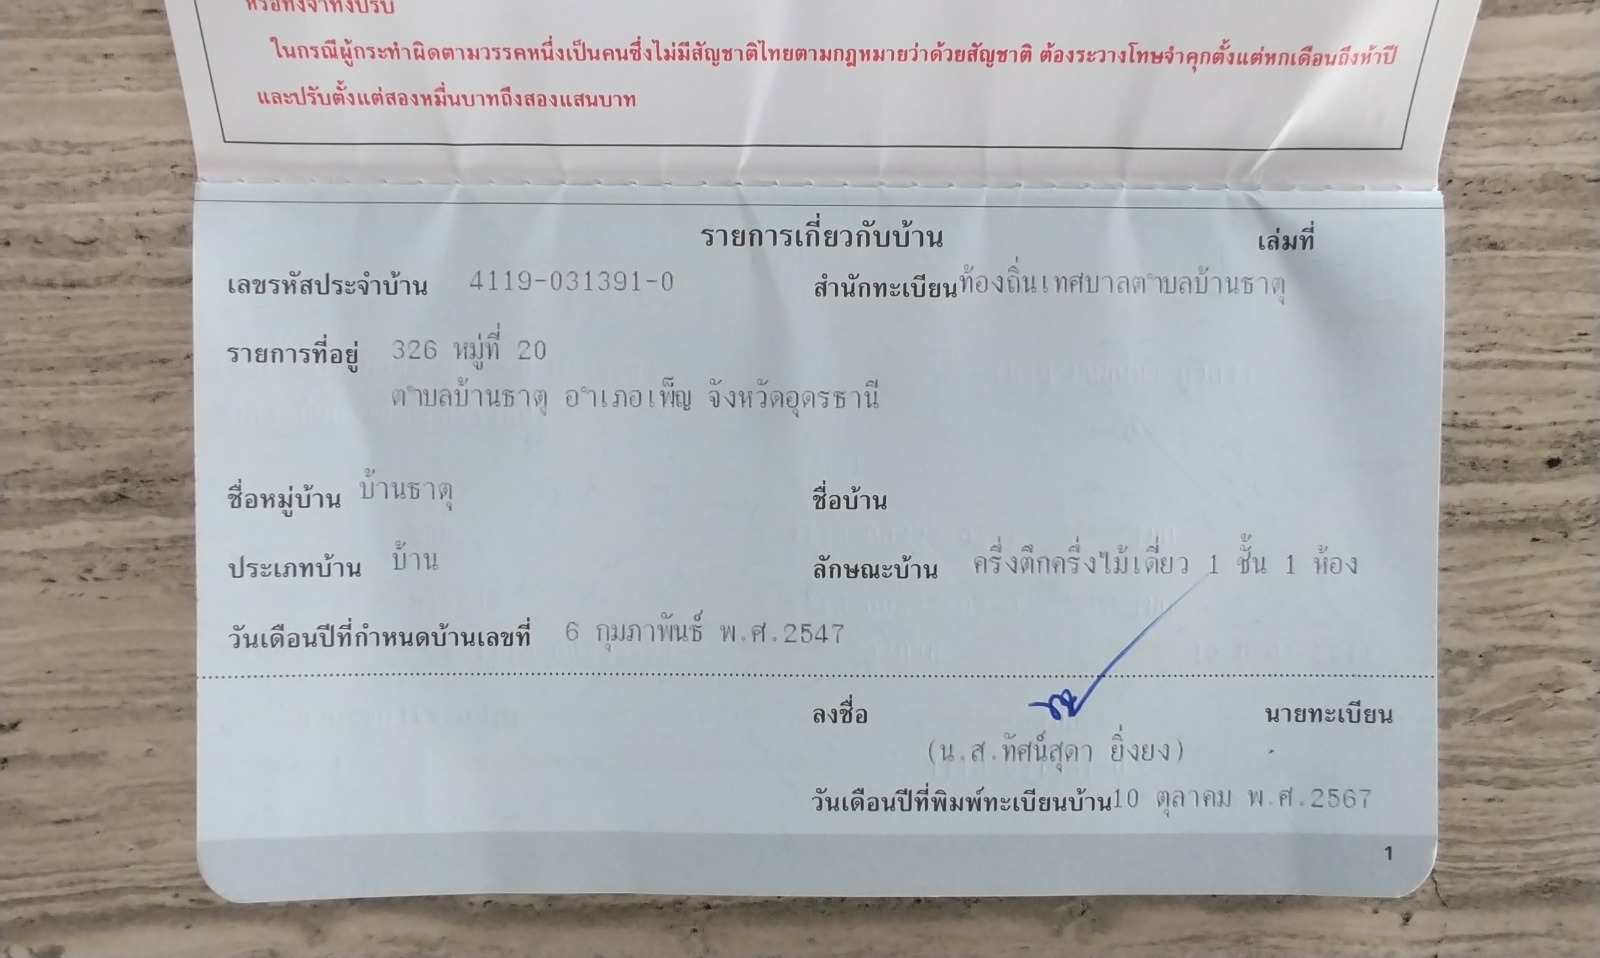 หรือทั้งจำทั้งปรับ
ในกรณีผู้กระทำผิดตามวรรคหนึ่งเป็นคนซึ่งไม่มีสัญชาติไทยตามกฎหมายว่าด้วยสัญชาติ ต้องระวางโทษจำคุกตั้งแต่หกเดือนถึงห้าปี
และปรับตั้งแต่สองหมื่นบาทถึงสองแสนบาท
รายการเกี่ยวกับบ้าน เล่มที่
เลขรหัสประจำบ้าน 4119-031391-0 สำนักทะเบียน ท้องถิ่นเทศบาลตำบลบ้านธาตุ
รายการที่อยู่ 326 หมู่ที่ 20
ตำบลบ้านธาตุ อำเภอเพ็ญ จังหวัดอุดรธานี
ชื่อหมู่บ้าน บ้านธาตุ ชื่อบ้าน
ประเภทบ้าน บ้าน ลักษณะบ้าน ครึ่งตึกครึ่งไม้เดี่ยว 1 ชั้น 1 ห้อง
วันเดือนปีที่กำหนดบ้านเลขที่ 6 กุมภาพันธ์ พ.ศ.2547
ลงชื่อ นายทะเบียน
(น.ส.ทัศน์สุดา ยิ่งยง)
วันเดือนปีที่พิมพ์ทะเบียนบ้าน 10 ตุลาคม พ.ศ.2567
1